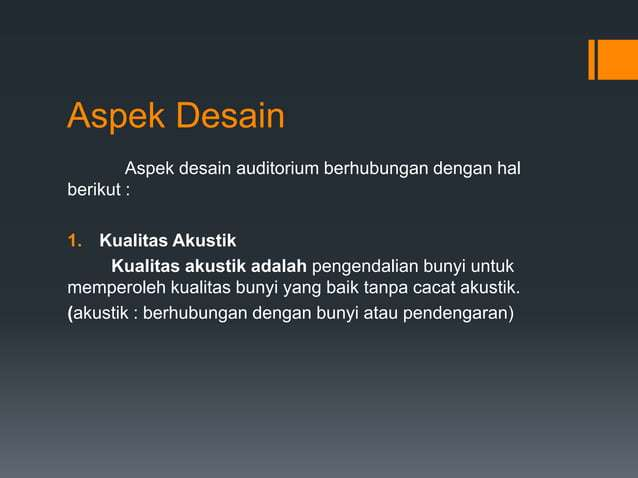 Aspek Desain
Aspek desain auditorium berhubungan dengan hal
berikut :
1. Kualitas Akustik
Kualitas akustik adalah pengendalian bunyi untuk
memperoleh kualitas bunyi yang baik tanpa cacat akustik.
(akustik : berhubungan dengan bunyi atau pendengaran)